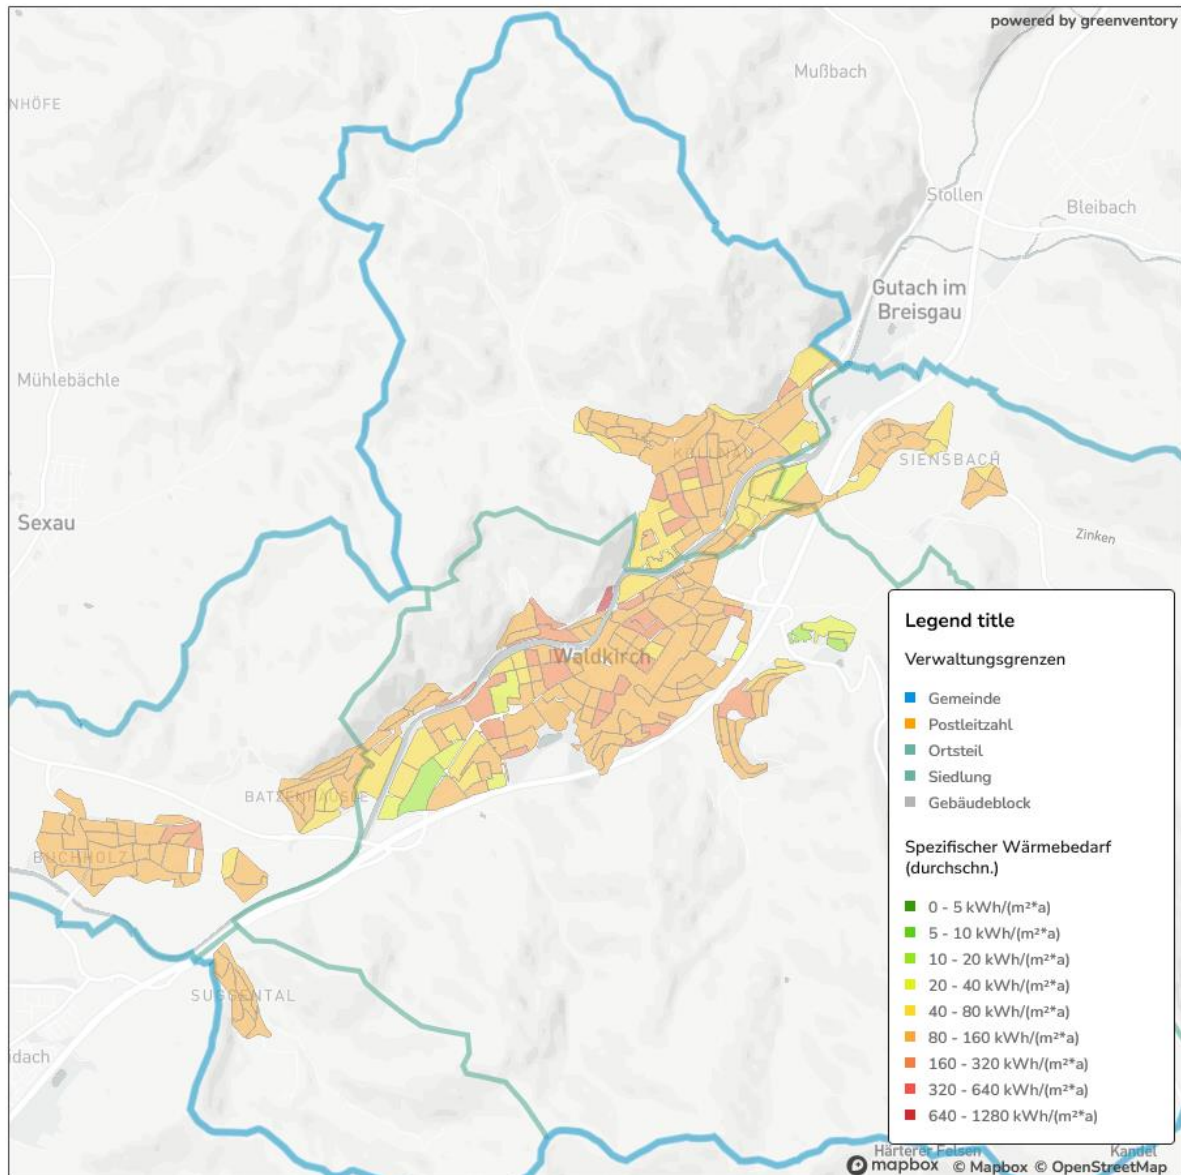 powered by greenventory
Mußbach
NHÖFE
Stollen
Bleibach
Gutach im
Breisgau
Mühlebächle
KOLLNAU
SIENSBACH
Sexau
Zinken
Waldkirch
BATZENHÄUSLE
BUCHHOLZ
SUGGENTAL
idach
Legend title
Verwaltungsgrenzen
Gemeinde
Postleitzahl
Ortsteil
Siedlung
Gebäudeblock
Spezifischer Wärmebedarf
(durchschn.)
0 - 5 kWh/(m²*a)
5 - 10 kWh/(m²*a)
10 - 20 kWh/(m²*a)
20 - 40 kWh/(m²*a)
40 - 80 kWh/(m²*a)
80 - 160 kWh/(m²*a)
160 - 320 kWh/(m²*a)
320 - 640 kWh/(m²*a)
640 - 1280 kWh/(m²*a)
Härterer Felsen
Kandel
mapbox © Mapbox © OpenStreetMap